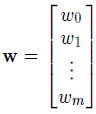 w = [w₀
w₁
⋮
wₘ]